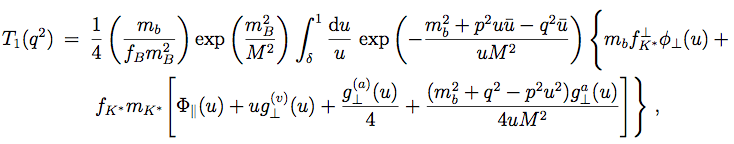 T_1(q^2) = \frac{1}{4} \left( \frac{m_b}{f_B m_B^2} \right) \exp \left( \frac{m_B^2}{M^2} \right) \int_{\delta}^{1} \frac{\mathrm{d}u}{u} \exp \left( - \frac{m_b^2 + p^2 u \bar{u} - q^2 \bar{u}}{u M^2} \right) \left\{ m_b f_{K^*}^{\perp} \phi_{\perp}(u) + \right.
\left. f_{K^*} m_{K^*} \left[ \Phi_{\parallel}(u) + u g_{\perp}^{(v)}(u) + \frac{g_{\perp}^{(a)}(u)}{4} + \frac{(m_b^2 + q^2 - p^2 u^2) g_{\perp}^{a}(u)}{4 u M^2} \right] \right\} ,